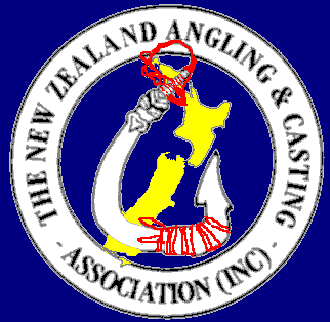 THE NEW ZEALAND ANGLING & CASTING
- ASSOCIATION (INC) -